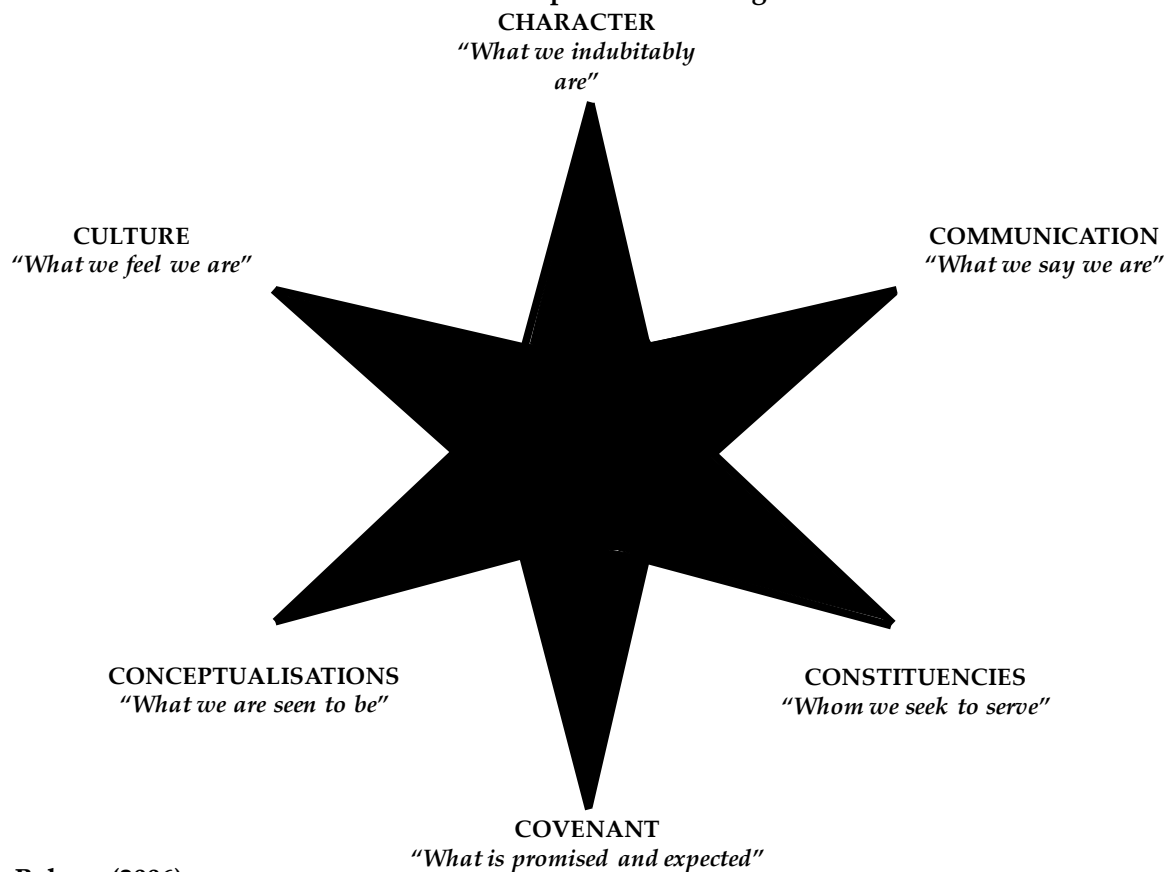 CHARACTER
“What we indubitably
are”
CULTURE
“What we feel we are”
COMMUNICATION
“What we say we are”
CONCEPTUALISATIONS
“What we are seen to be”
CONSTITUENCIES
“Whom we seek to serve”
COVENANT
“What is promised and expected”